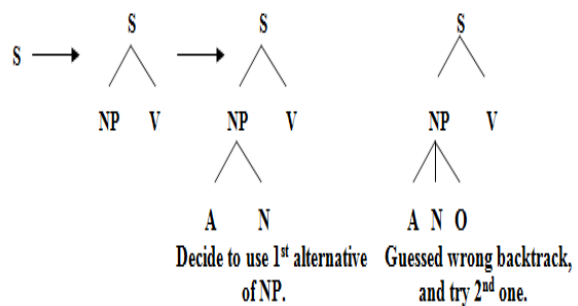 S
S
S
S
NP V
NP V
NP V
A N
A N O
Decide to use 1st alternative
of NP.
Guessed wrong backtrack,
and try 2nd one.